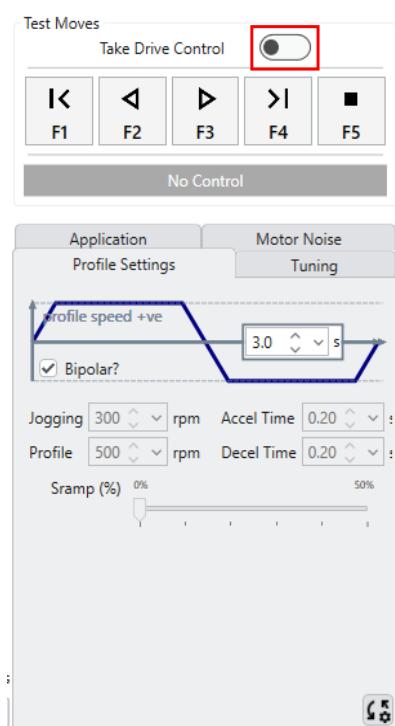 Test Moves
Take Drive Control
F1 F2 F3 F4 F5
No Control
Application Motor Noise
Profile Settings Tuning
profile speed +ve
3.0 s
Bipolar?
Jogging 300 rpm Accel Time 0.20 s
Profile 500 rpm Decel Time 0.20 s
Sramp (%) 0% 50%